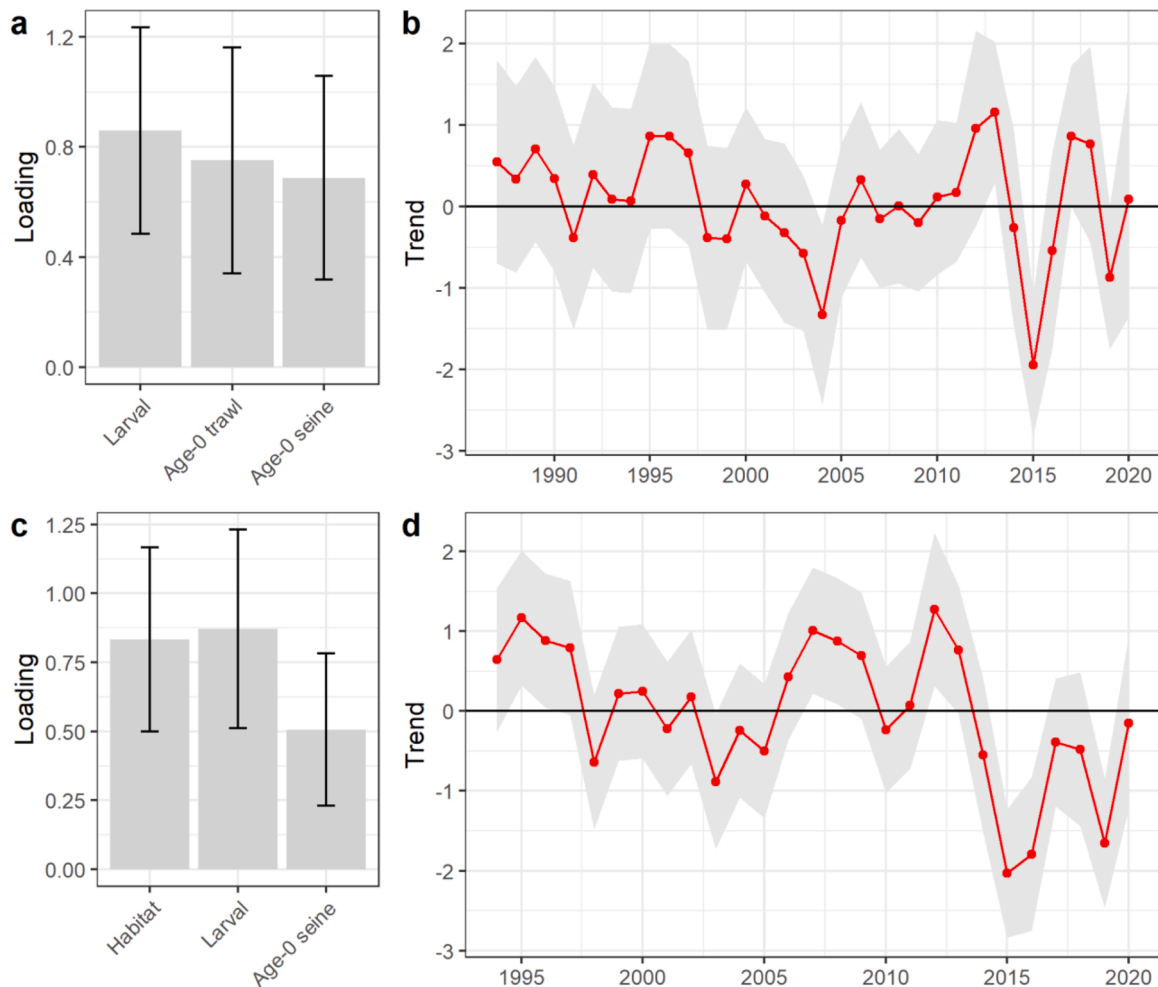 a
Loading
1.2
0.8
0.4
0.0
Larval
Age-0 trawl
Age-0 seine
b
Trend
2
1
0
-1
-2
-3
1990 1995 2000 2005 2010 2015 2020
c
Loading
1.25
1.00
0.75
0.50
0.25
0.00
Habitat
Larval
Age-0 seine
d
Trend
2
1
0
-1
-2
-3
1995 2000 2005 2010 2015 2020